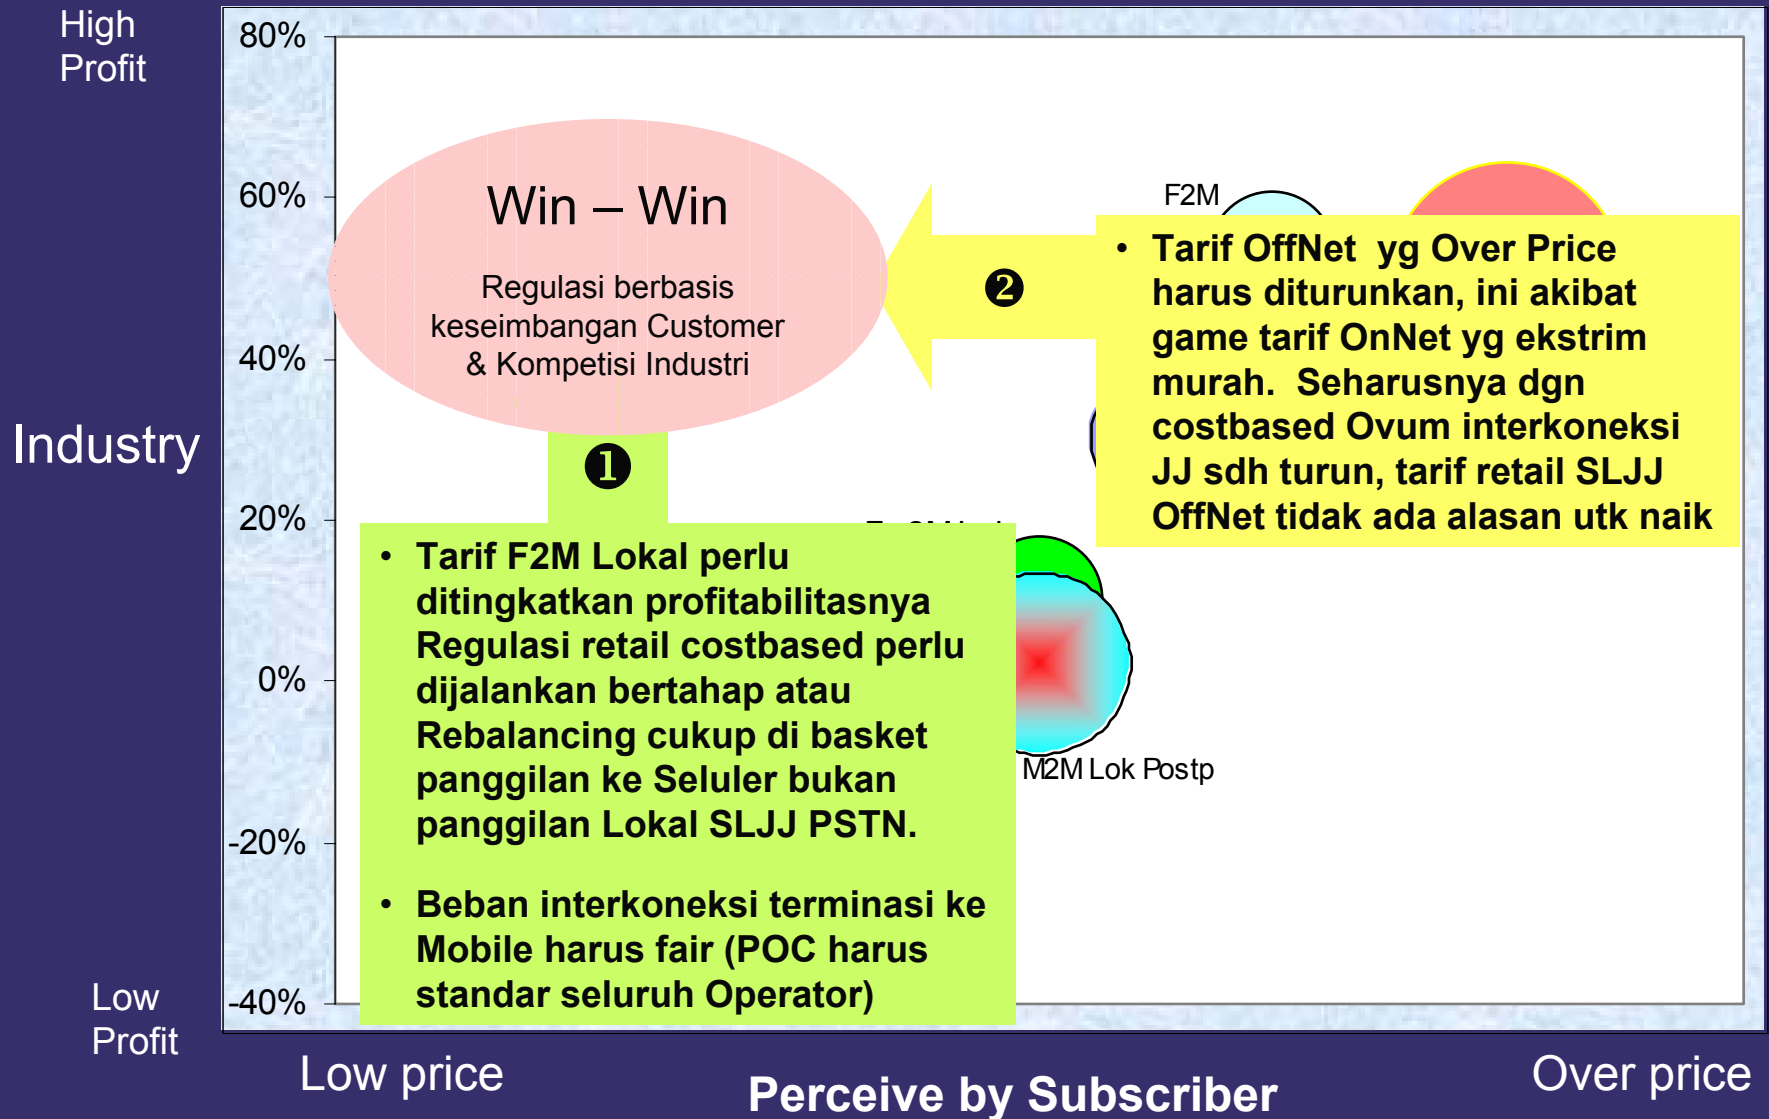 High
Profit
80%
60%
40%
20%
0%
-20%
-40%
Industry
Low
Profit
Win – Win
Regulasi berbasis
keseimbangan Customer
& Kompetisi Industri
❷
F2M
• Tarif OffNet yg Over Price
harus diturunkan, ini akibat
game tarif OnNet yg ekstrim
murah. Seharusnya dgn
costbased Ovum interkoneksi
JJ sdh turun, tarif retail SLJJ
OffNet tidak ada alasan utk naik
❶
• Tarif F2M Lokal perlu
ditingkatkan profitabilitasnya
Regulasi retail costbased perlu
dijalankan bertahap atau
Rebalancing cukup di basket
panggilan ke Seluler bukan
panggilan Lokal SLJJ PSTN.
• Beban interkoneksi terminasi ke
Mobile harus fair (POC harus
standar seluruh Operator)
M2M Lok Postp
Low price
Perceive by Subscriber
Over price